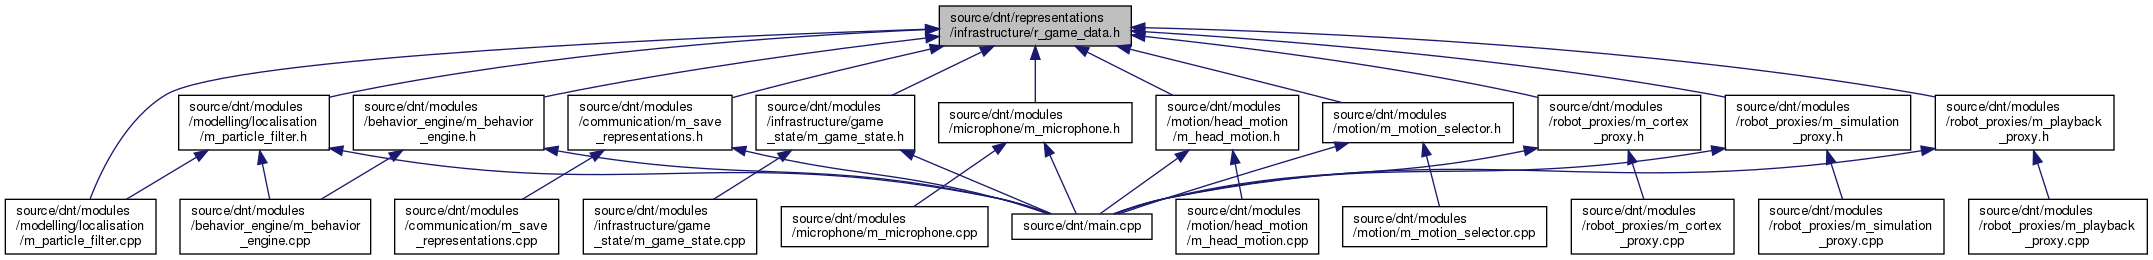 source/dnt/representations
/infrastructure/r_game_data.h
source/dnt/modules
/modelling/localisation
/m_particle_filter.h
source/dnt/modules
/behavior_engine/m_behavior
_engine.h
source/dnt/modules
/communication/m_save
_representations.h
source/dnt/modules
/infrastructure/game
_state/m_game_state.h
source/dnt/modules
/microphone/m_microphone.h
source/dnt/modules
/motion/head_motion
/m_head_motion.h
source/dnt/modules
/motion/m_motion_selector.h
source/dnt/modules
/robot_proxies/m_cortex
_proxy.h
source/dnt/modules
/robot_proxies/m_simulation
_proxy.h
source/dnt/modules
/robot_proxies/m_playback
_proxy.h
source/dnt/modules
/modelling/localisation
/m_particle_filter.cpp
source/dnt/modules
/behavior_engine/m_behavior
_engine.cpp
source/dnt/modules
/communication/m_save
_representations.cpp
source/dnt/modules
/infrastructure/game
_state/m_game_state.cpp
source/dnt/modules
/microphone/m_microphone.cpp
source/dnt/main.cpp
source/dnt/modules
/motion/head_motion
/m_head_motion.cpp
source/dnt/modules
/motion/m_motion_selector.cpp
source/dnt/modules
/robot_proxies/m_cortex
_proxy.cpp
source/dnt/modules
/robot_proxies/m_simulation
_proxy.cpp
source/dnt/modules
/robot_proxies/m_playback
_proxy.cpp